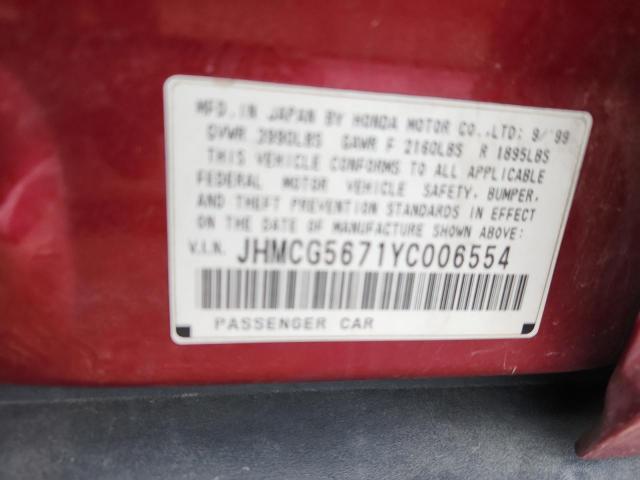 MFD.IN JAPAN BY HONDA MOTOR CO.,LTD: 9/'99
GVWR 3990LBS GAWR F 2160LBS R 1895LBS
THIS VEHICLE CONFORMS TO ALL APPLICABLE
FEDERAL MOTOR VEHICLE SAFETY, BUMPER,
AND THEFT PREVENTION STANDARDS IN EFFECT
ON THE DATE OF MANUFACTURE SHOWN ABOVE.
V.I.N. JHMCG5671YC006554
PASSENGER CAR